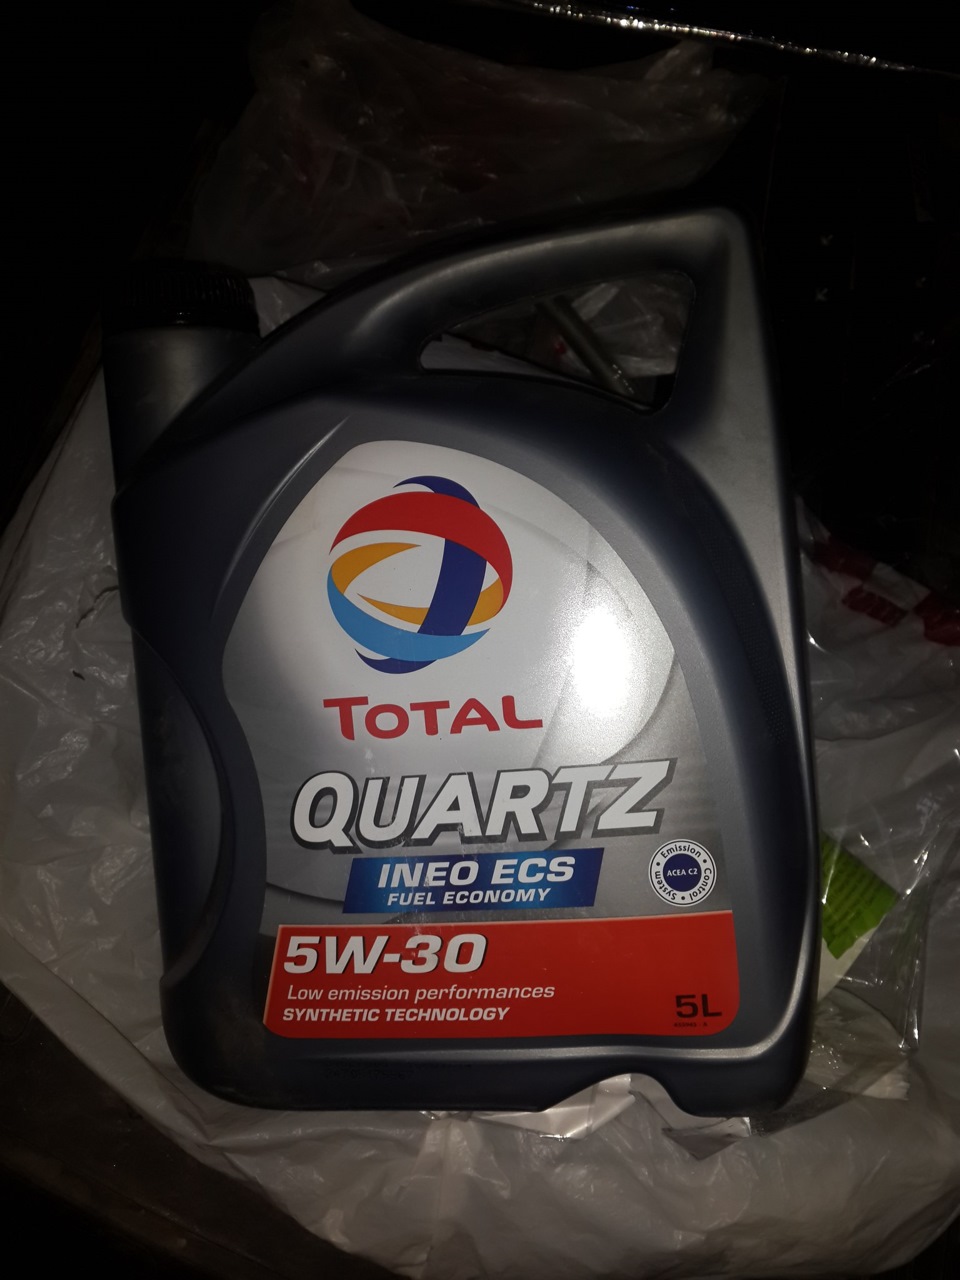 TOTAL
QUARTZ
INEO ECS
FUEL ECONOMY
Emission Control System
ACEA C2
5W-30
Low emission performances
SYNTHETIC TECHNOLOGY
5L